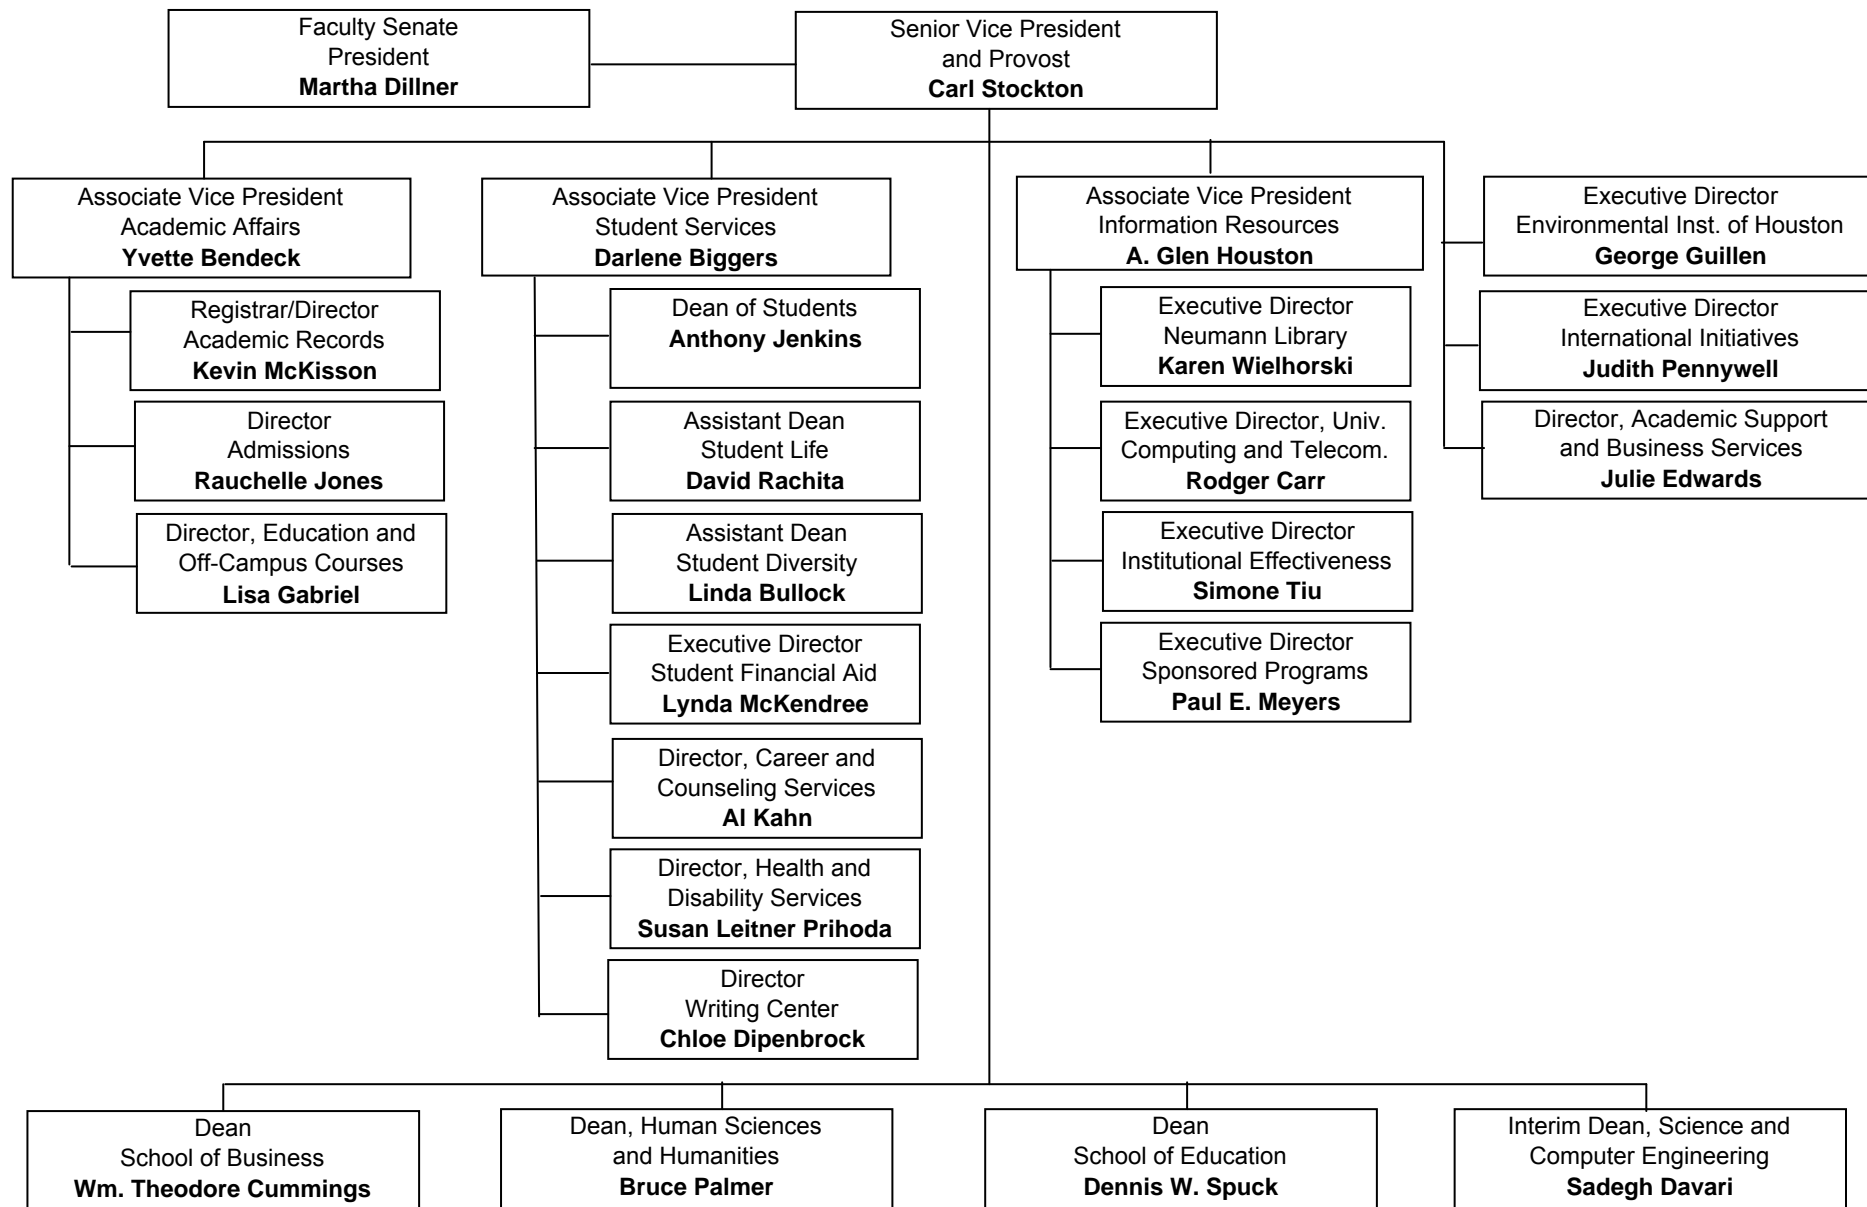 Faculty Senate
President
Martha Dillner
Senior Vice President
and Provost
Carl Stockton
Associate Vice President
Academic Affairs
Yvette Bendeck
Registrar/Director
Academic Records
Kevin McKisson
Director
Admissions
Rauchelle Jones
Director, Education and
Off-Campus Courses
Lisa Gabriel
Associate Vice President
Student Services
Darlene Biggers
Dean of Students
Anthony Jenkins
Assistant Dean
Student Life
David Rachita
Assistant Dean
Student Diversity
Linda Bullock
Executive Director
Student Financial Aid
Lynda McKendree
Director, Career and
Counseling Services
Al Kahn
Director, Health and
Disability Services
Susan Leitner Prihoda
Director
Writing Center
Chloe Dipenbrock
Associate Vice President
Information Resources
A. Glen Houston
Executive Director
Neumann Library
Karen Wielhorski
Executive Director, Univ.
Computing and Telecom.
Rodger Carr
Executive Director
Institutional Effectiveness
Simone Tiu
Executive Director
Sponsored Programs
Paul E. Meyers
Executive Director
Environmental Inst. of Houston
George Guillen
Executive Director
International Initiatives
Judith Pennywell
Director, Academic Support
and Business Services
Julie Edwards
Dean
School of Business
Wm. Theodore Cummings
Dean, Human Sciences
and Humanities
Bruce Palmer
Dean
School of Education
Dennis W. Spuck
Interim Dean, Science and
Computer Engineering
Sadegh Davari